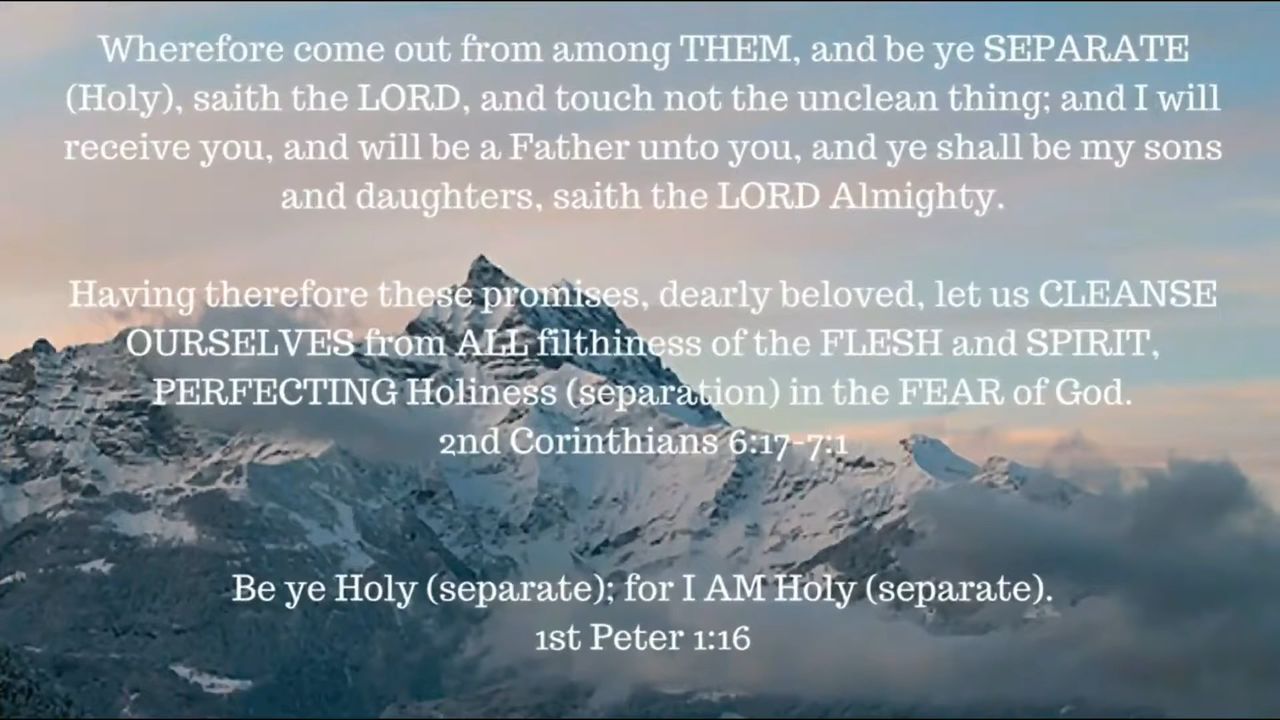 Wherefore come out from among THEM, and be ye SEPARATE
(Holy), saith the LORD, and touch not the unclean thing; and I will
receive you, and will be a Father unto you, and ye shall be my sons
and daughters, saith the LORD Almighty.
Having therefore these promises, dearly beloved, let us CLEANSE
OURSELVES from ALL filthiness of the FLESH and SPIRIT,
PERFECTING Holiness (separation) in the FEAR of God.
2nd Corinthians 6:17-7:1
Be ye Holy (separate); for I AM Holy (separate).
1st Peter 1:16